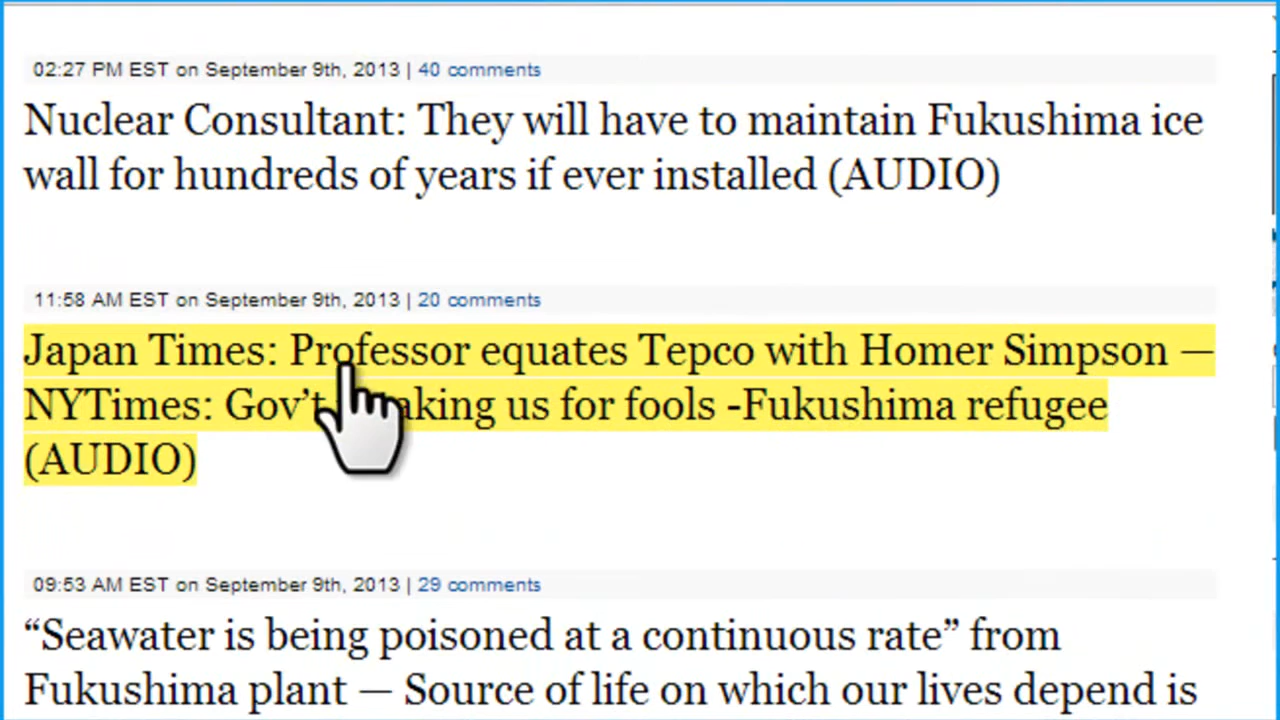 02:27 PM EST on September 9th, 2013 | 40 comments
Nuclear Consultant: They will have to maintain Fukushima ice
wall for hundreds of years if ever installed (AUDIO)
11:58 AM EST on September 9th, 2013 | 20 comments
Japan Times: Professor equates Tepco with Homer Simpson —
NYTimes: Gov’t aking us for fools -Fukushima refugee
(AUDIO)
09:53 AM EST on September 9th, 2013 | 29 comments
“Seawater is being poisoned at a continuous rate” from
Fukushima plant — Source of life on which our lives depend is